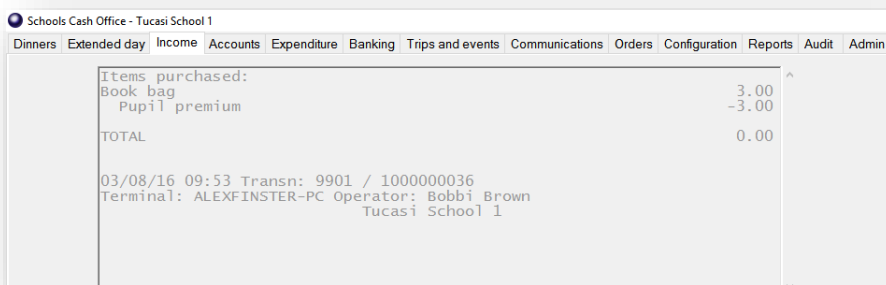 Schools Cash Office - Tucasi School 1
Dinners Extended day Income Accounts Expenditure Banking Trips and events Communications Orders Configuration Reports Audit Admin
Items purchased:
Book bag 3.00
Pupil premium -3.00
TOTAL 0.00
03/08/16 09:53 Transn: 9901 / 1000000036
Terminal: ALEXFINSTER-PC Operator: Bobbi Brown
Tucasi School 1